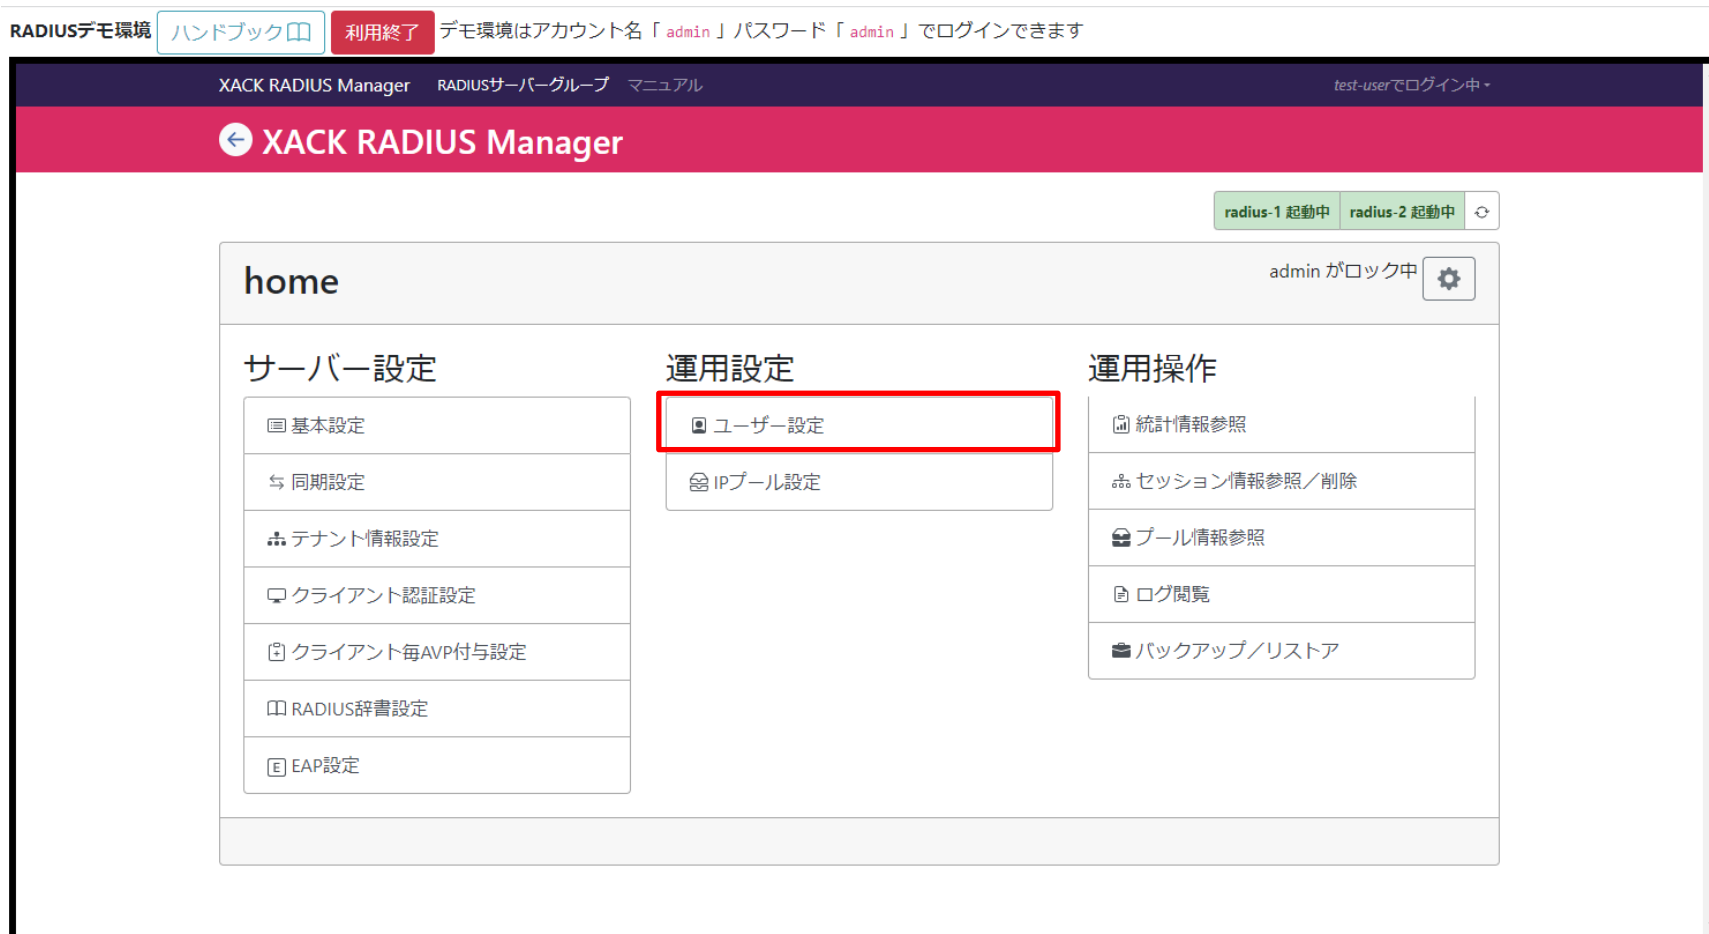 RADIUSデモ環境 ハンドブック 利用終了 デモ環境はアカウント名「 admin 」パスワード「 admin 」でログインできます
XACK RADIUS Manager RADIUSサーバーグループ マニュアル test-userでログイン中
XACK RADIUS Manager
radius-1 起動中 radius-2 起動中
home
admin がロック中
サーバー設定
基本設定
同期設定
テナント情報設定
クライアント認証設定
クライアント毎AVP付与設定
RADIUS辞書設定
EAP設定
運用設定
ユーザー設定
IPプール設定
運用操作
統計情報参照
セッション情報参照／削除
プール情報参照
ログ閲覧
バックアップ／リストア